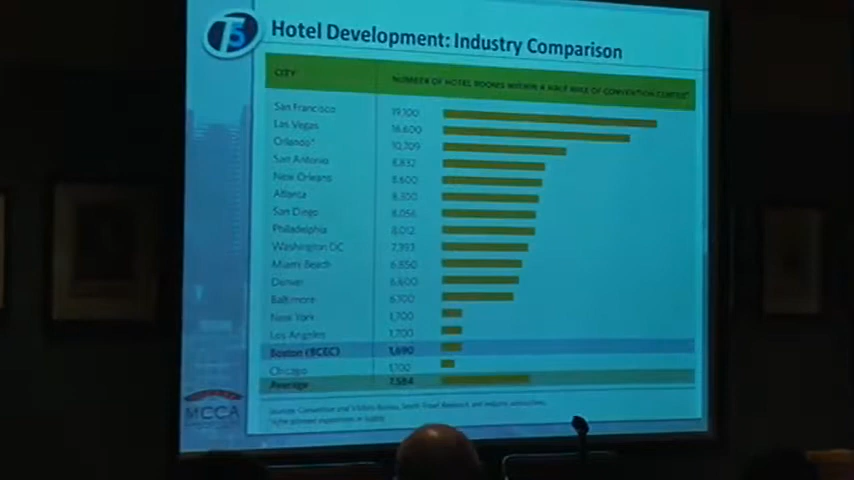 T5
Hotel Development: Industry Comparison
CITY NUMBER OF HOTEL ROOMS WITHIN A HALF MILE OF CONVENTION CENTER
San Francisco 19,100
Las Vegas 16,600
Orlando* 10,709
San Antonio 8,832
New Orleans 8,600
Atlanta 8,300
San Diego 8,056
Philadelphia 8,012
Washington DC 7,393
Miami Beach 6,850
Denver 6,600
Baltimore 6,100
New York 1,700
Los Angeles 1,700
Boston (BCEC) 1,690
Chicago 1,100
Average 7,584
MCCA